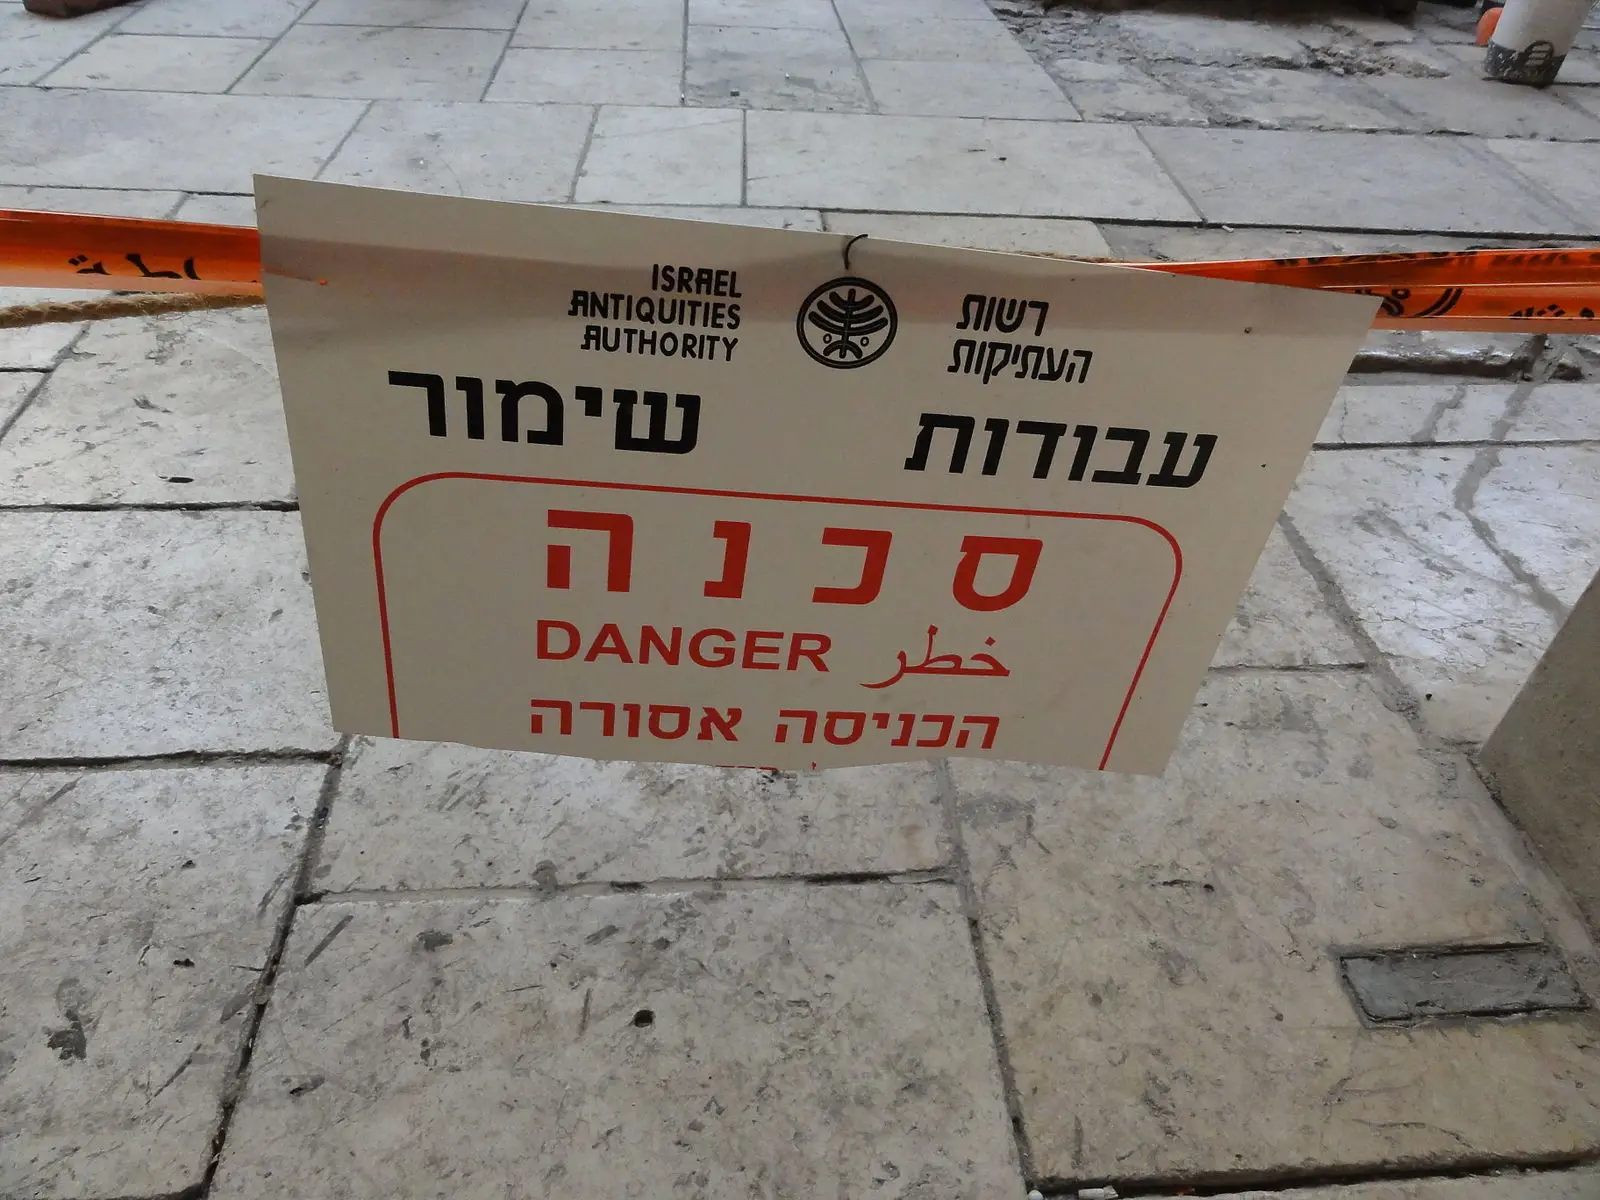 ISRAEL
ANTIQUITIES
AUTHORITY
רשות
העתיקות
עבודות שימור
סכנה
DANGER خطر
הכניסה אסורה